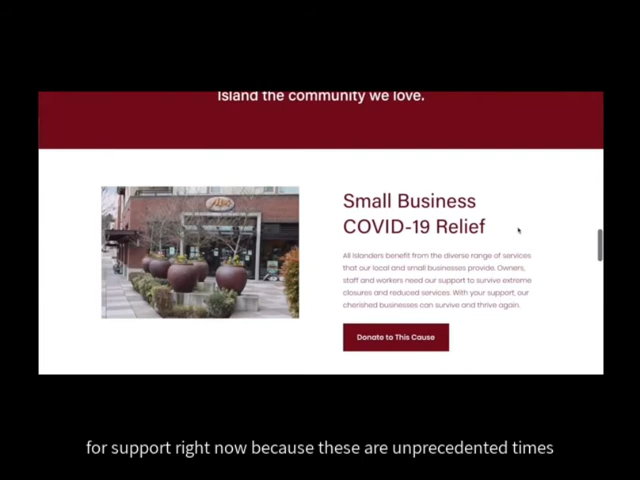 Island the community we love.
Small Business
COVID-19 Relief
All Islanders benefit from the diverse range of services
that our local and small businesses provide. Owners,
staff and workers need our support to survive extreme
closures and reduced services. With your support, our
cherished businesses can survive and thrive again.
Donate to This Cause
for support right now because these are unprecedented times